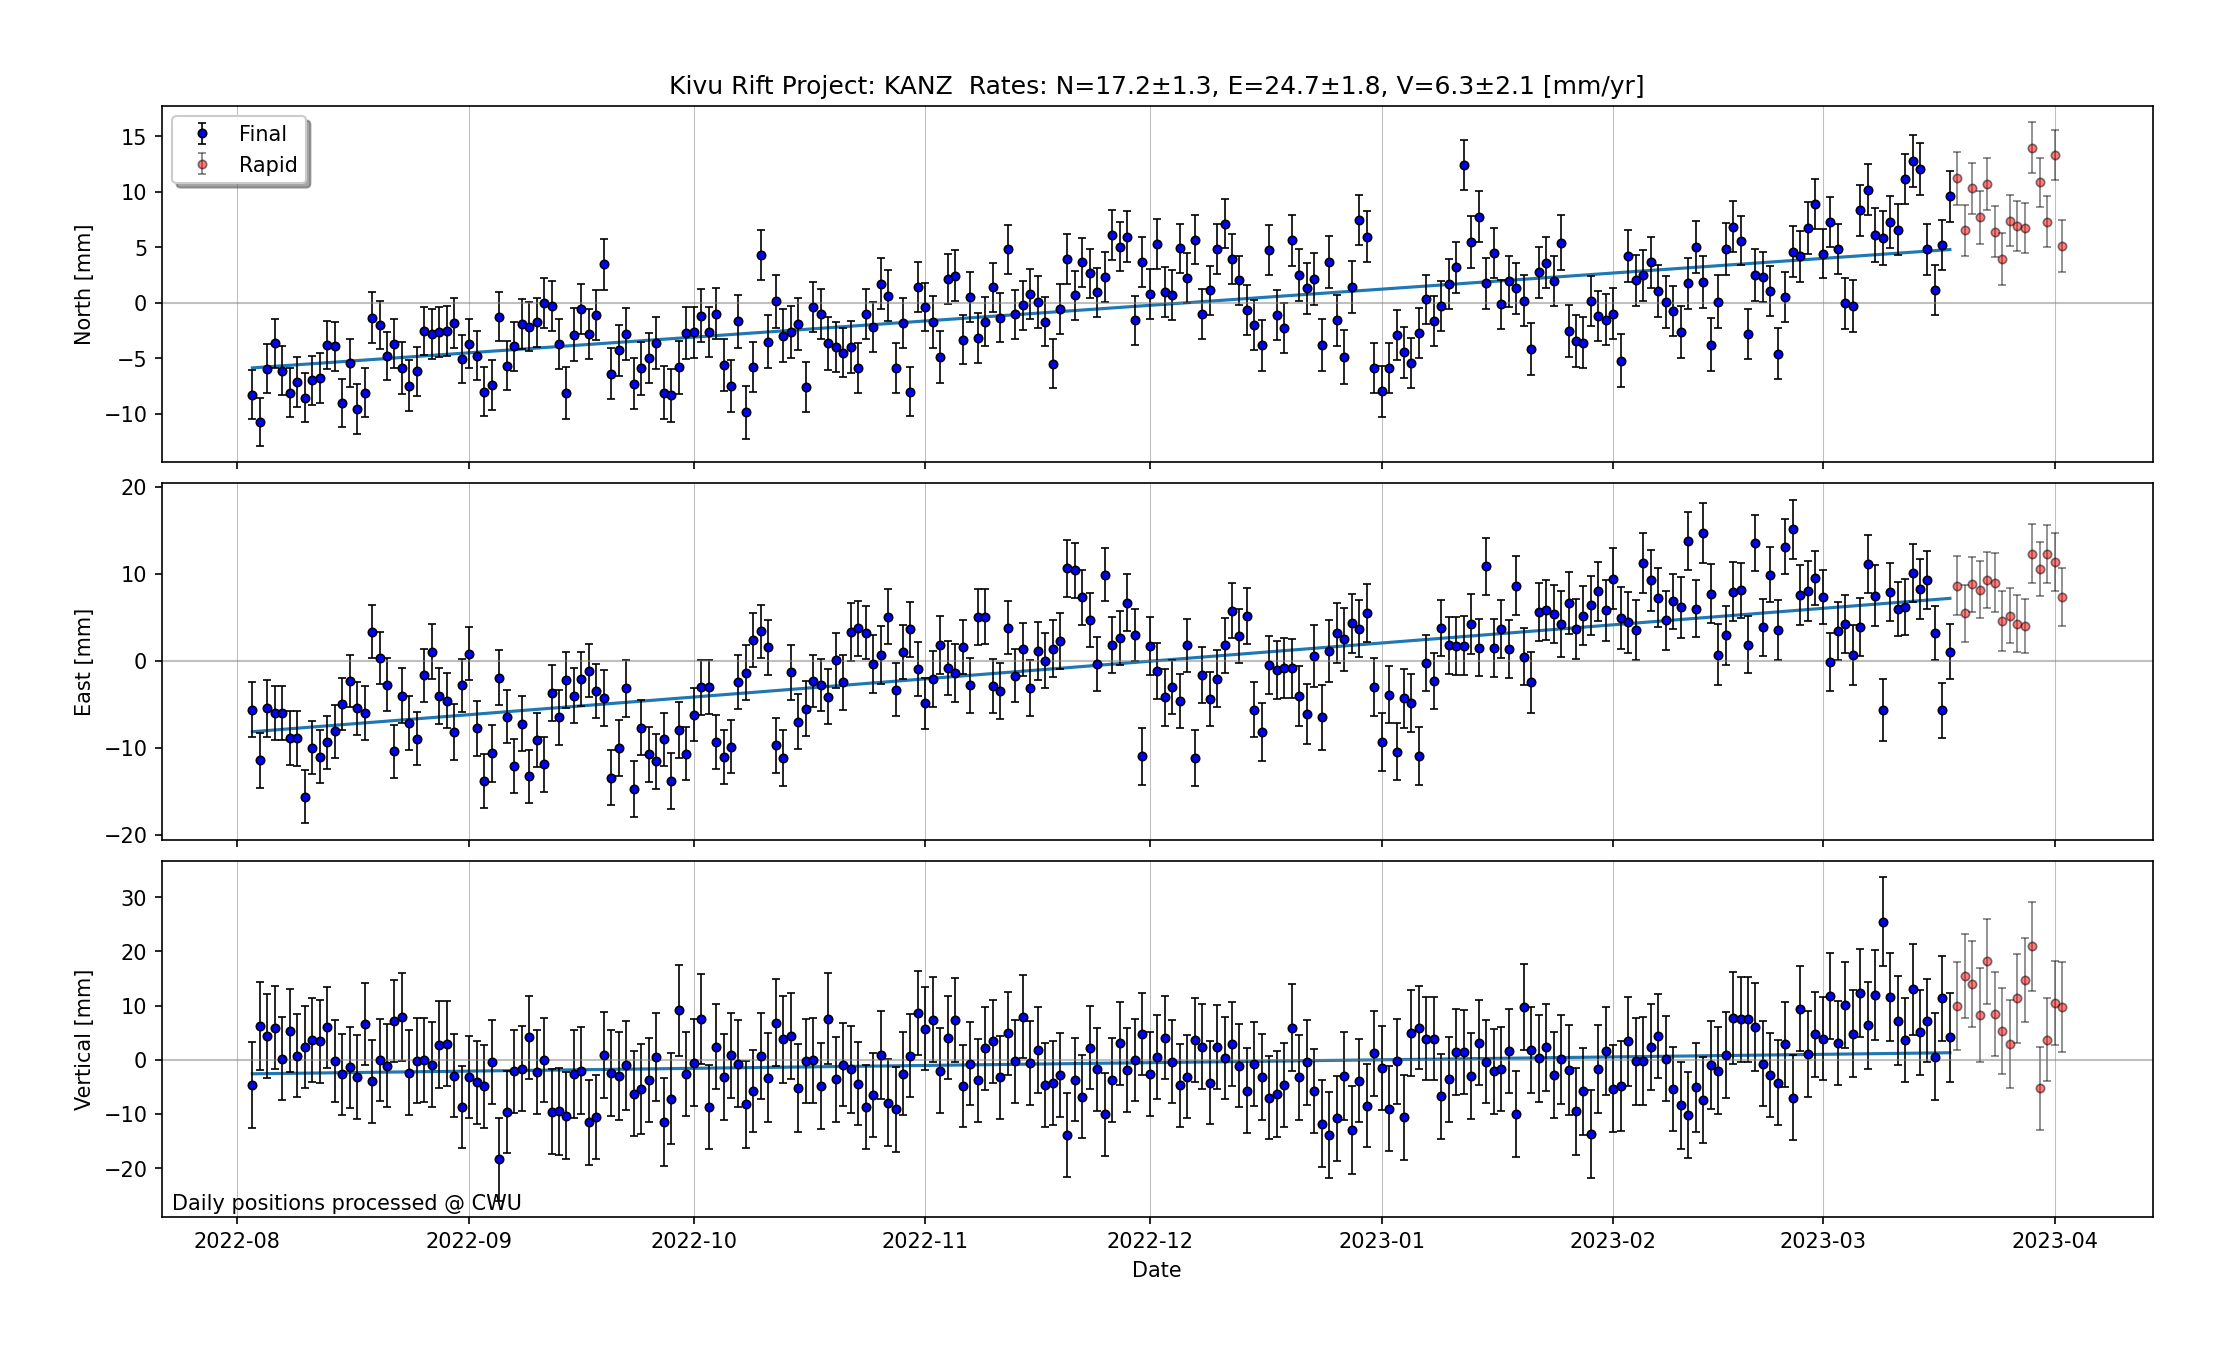 Kivu Rift Project: KANZ  Rates: N=17.2±1.3, E=24.7±1.8, V=6.3±2.1 [mm/yr]
Final
Rapid
North [mm]
15
10
5
0
−5
−10
East [mm]
20
10
0
−10
−20
Vertical [mm]
30
20
10
0
−10
−20
Daily positions processed @ CWU
2022-08 2022-09 2022-10 2022-11 2022-12 2023-01 2023-02 2023-03 2023-04
Date